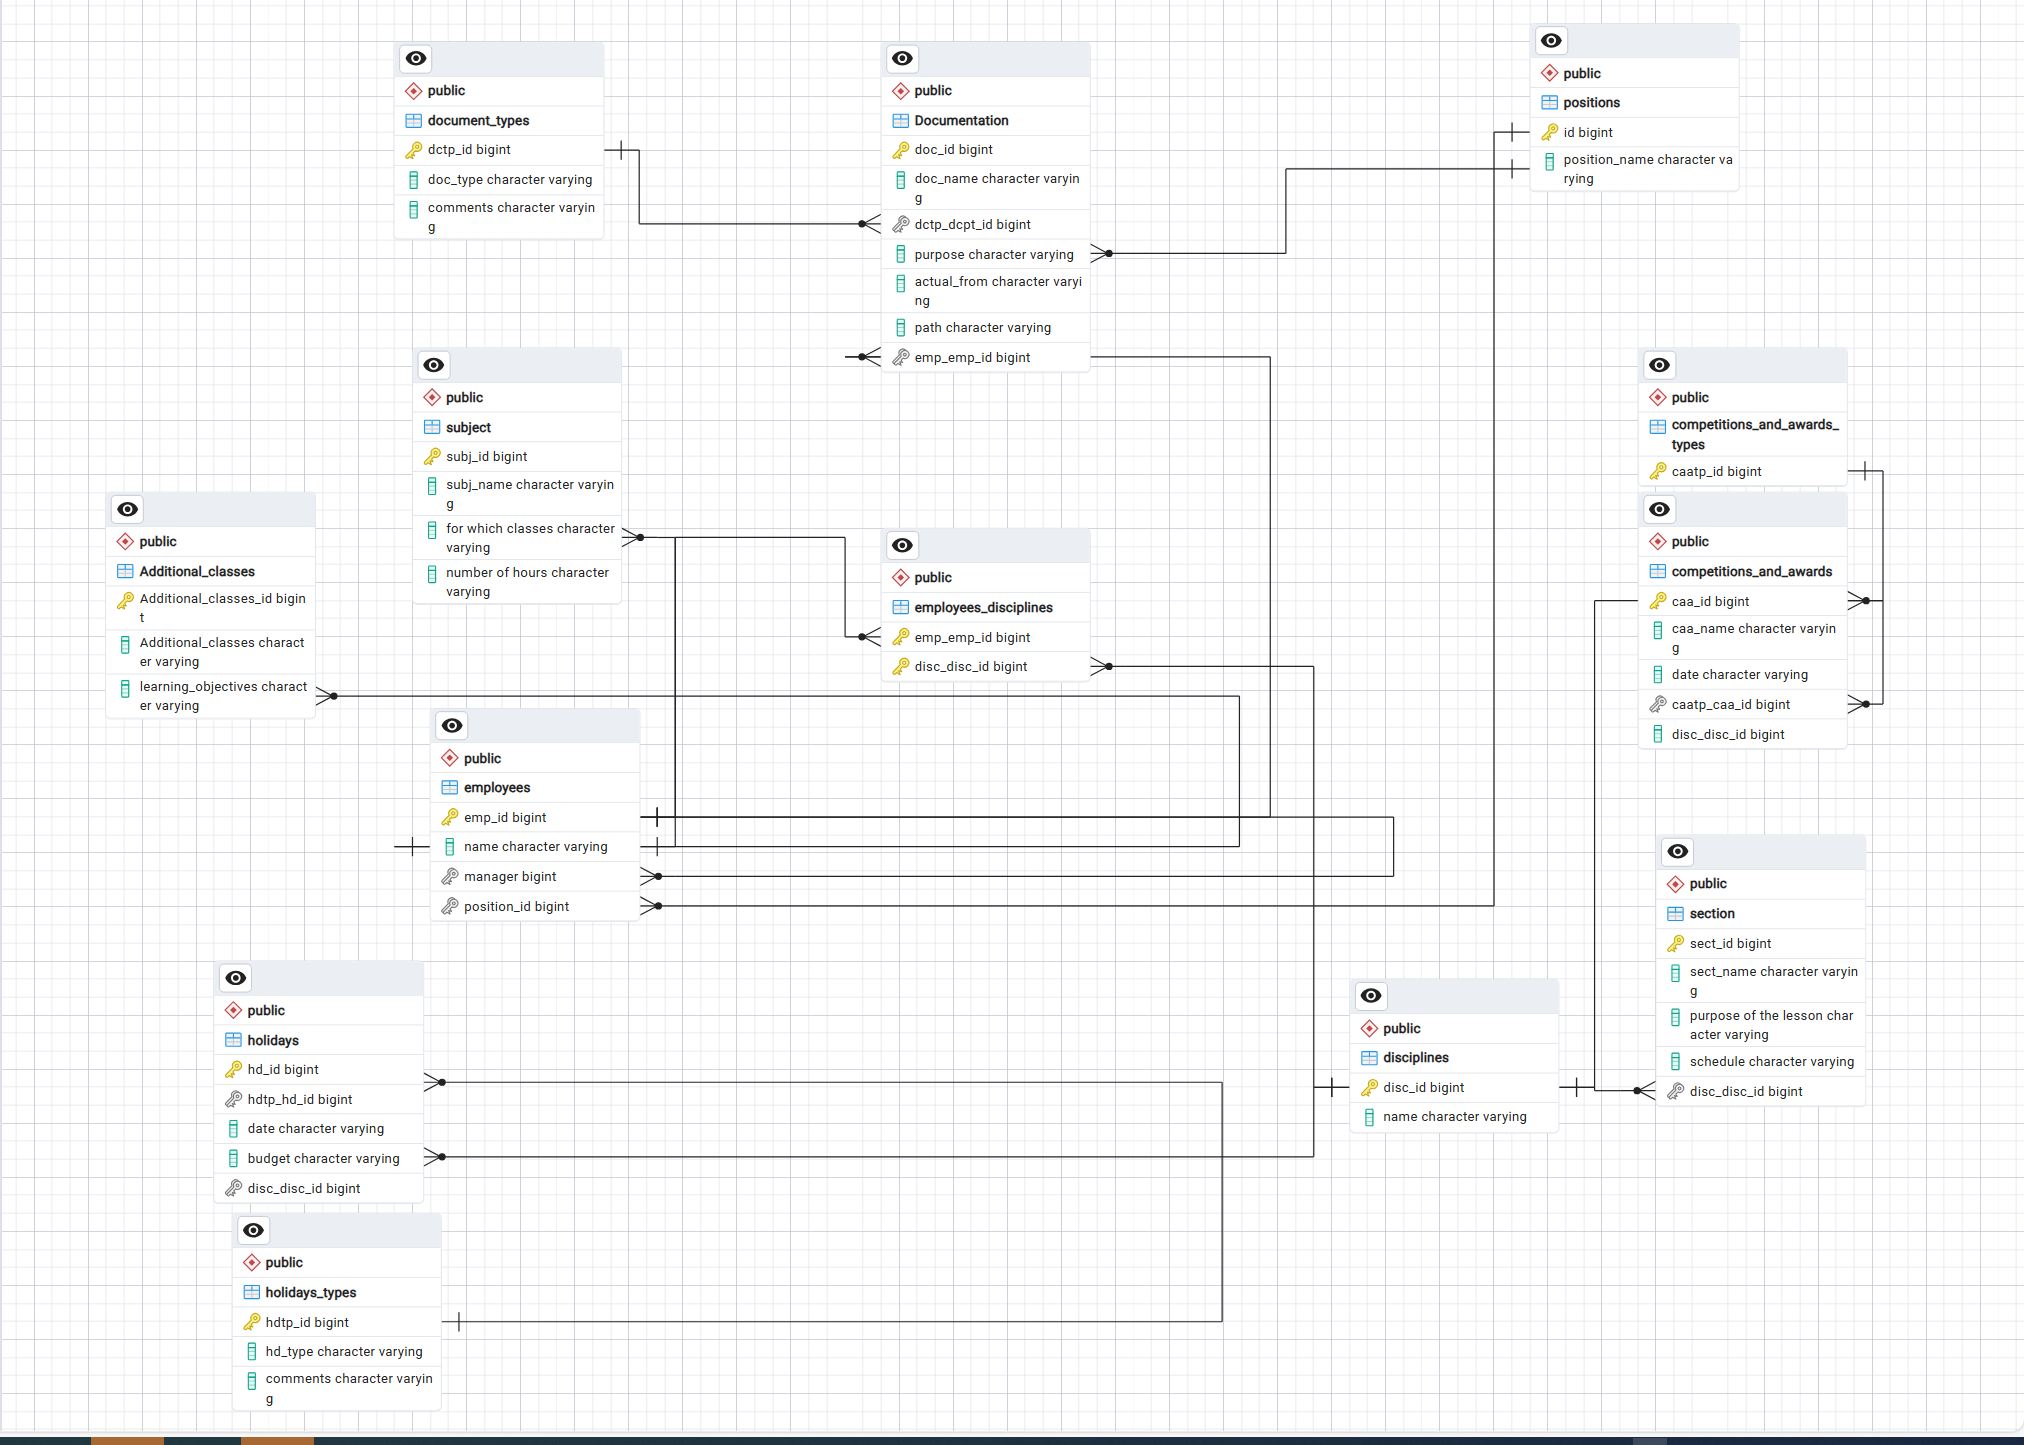 public
document_types
dctp_id bigint
doc_type character varying
comments character varyin
g
public
Documentation
doc_id bigint
doc_name character varyin
g
dctp_dcpt_id bigint
purpose character varying
actual_from character varyi
ng
path character varying
emp_emp_id bigint
public
positions
id bigint
position_name character va
rying
public
subject
subj_id bigint
subj_name character varyin
g
for which classes character
varying
number of hours character
varying
public
competitions_and_awards_
types
caatp_id bigint
public
Additional_classes
Additional_classes_id bigin
t
Additional_classes charact
er varying
learning_objectives charact
er varying
public
employees_disciplines
emp_emp_id bigint
disc_disc_id bigint
public
competitions_and_awards
caa_id bigint
caa_name character varyin
g
date character varying
caatp_caa_id bigint
disc_disc_id bigint
public
employees
emp_id bigint
name character varying
manager bigint
position_id bigint
public
section
sect_id bigint
sect_name character varyin
g
purpose of the lesson char
acter varying
schedule character varying
disc_disc_id bigint
public
holidays
hd_id bigint
hdtp_hd_id bigint
date character varying
budget character varying
disc_disc_id bigint
public
disciplines
disc_id bigint
name character varying
public
holidays_types
hdtp_id bigint
hd_type character varying
comments character varyin
g